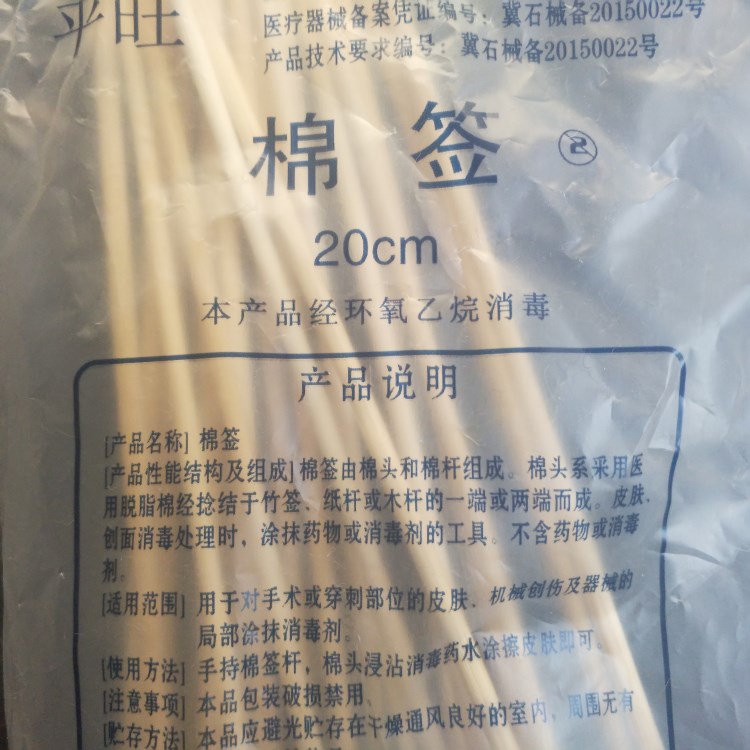 平旺
医疗器械备案凭证编号：冀石械备20150022号
产品技术要求编号：冀石械备20150022号
棉签
2
20cm
本产品经环氧乙烷消毒
产品说明
[产品名称] 棉签
[产品性能结构及组成] 棉签由棉头和棉杆组成。棉头系采用医
用脱脂棉经捻结于竹签、纸杆或木杆的一端或两端而成。皮肤、
创面消毒处理时，涂抹药物或消毒剂的工具。不含药物或消毒
剂。
[适用范围] 用于对手术或穿刺部位的皮肤、机械创伤及器械的
局部涂抹消毒剂。
[使用方法] 手持棉签杆，棉头浸沾消毒药水涂擦皮肤即可。
[注意事项] 本品包装破损禁用、
[贮存方法] 本品应避光贮存在干燥通风良好的室内，周围无有